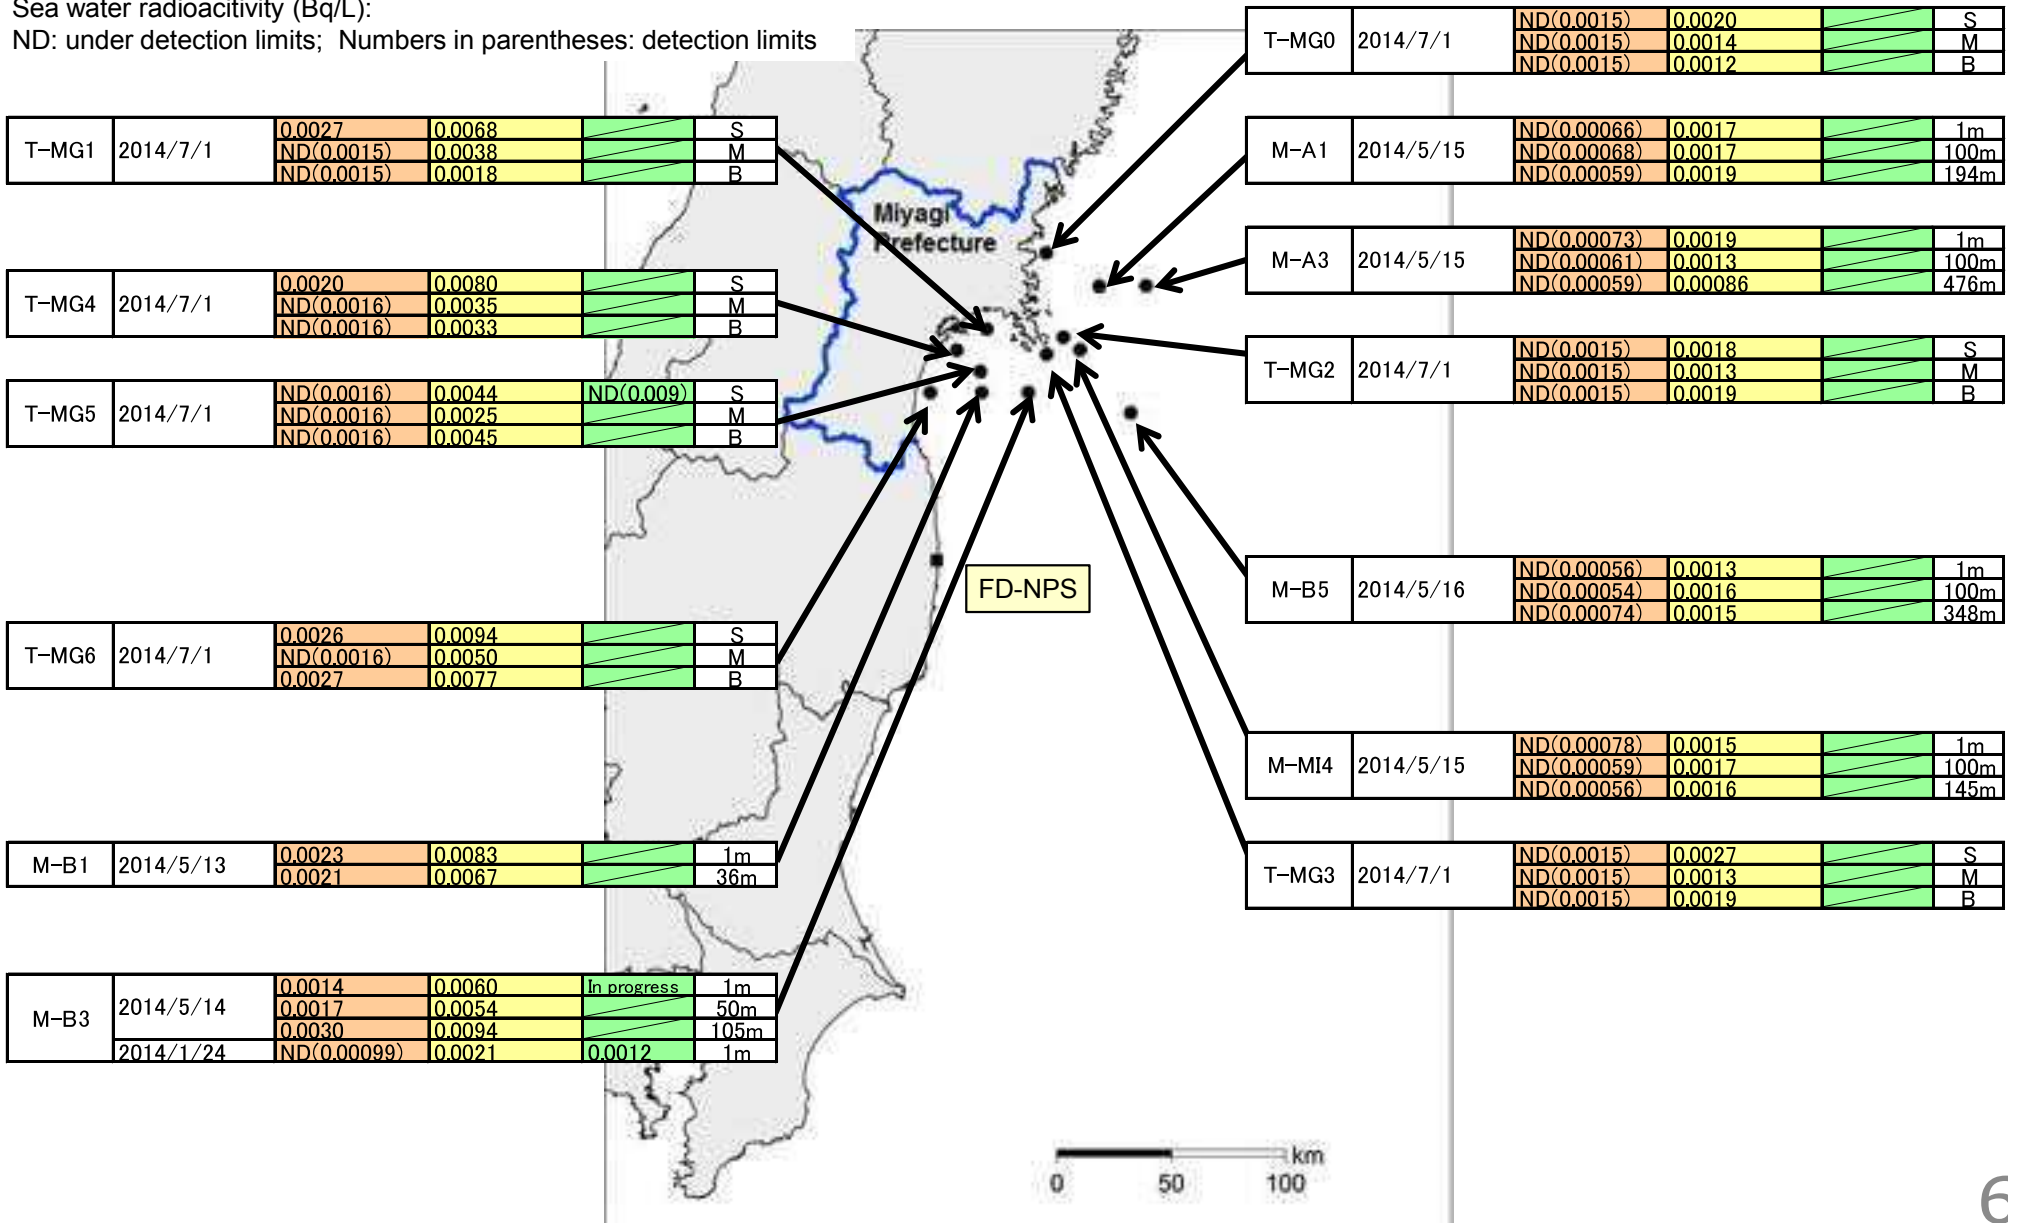 Sea water radioacitivity (Bq/L):
ND: under detection limits; Numbers in parentheses: detection limits
T-MG1 2014/7/1 0.0027 0.0068 S
ND(0.0015) 0.0038 M
ND(0.0015) 0.0018 B
T-MG4 2014/7/1 0.0020 0.0080 S
ND(0.0016) 0.0035 M
ND(0.0016) 0.0033 B
T-MG5 2014/7/1 ND(0.0016) 0.0044 ND(0.009) S
ND(0.0016) 0.0025 M
ND(0.0016) 0.0045 B
T-MG6 2014/7/1 0.0026 0.0094 S
ND(0.0016) 0.0050 M
0.0027 0.0077 B
M-B1 2014/5/13 0.0023 0.0083 1m
0.0021 0.0067 36m
M-B3 2014/5/14 0.0014 0.0060 In progress 1m
0.0017 0.0054 50m
0.0030 0.0094 105m
2014/1/24 ND(0.00099) 0.0021 0.0012 1m
Miyagi
Prefecture
FD-NPS
T-MG0 2014/7/1 ND(0.0015) 0.0020 S
ND(0.0015) 0.0014 M
ND(0.0015) 0.0012 B
M-A1 2014/5/15 ND(0.00066) 0.0017 1m
ND(0.00068) 0.0017 100m
ND(0.00059) 0.0019 194m
M-A3 2014/5/15 ND(0.00073) 0.0019 1m
ND(0.00061) 0.0013 100m
ND(0.00059) 0.00086 476m
T-MG2 2014/7/1 ND(0.0015) 0.0018 S
ND(0.0015) 0.0013 M
ND(0.0015) 0.0019 B
M-B5 2014/5/16 ND(0.00056) 0.0013 1m
ND(0.00054) 0.0016 100m
ND(0.00074) 0.0015 348m
M-MI4 2014/5/15 ND(0.00078) 0.0015 1m
ND(0.00059) 0.0017 100m
ND(0.00056) 0.0016 145m
T-MG3 2014/7/1 ND(0.0015) 0.0027 S
ND(0.0015) 0.0013 M
ND(0.0015) 0.0019 B
km
0 50 100
6